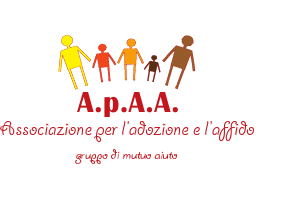 A.p.A.A.
Associazione per l'adozione e l'affido
gruppo di mutuo aiuto